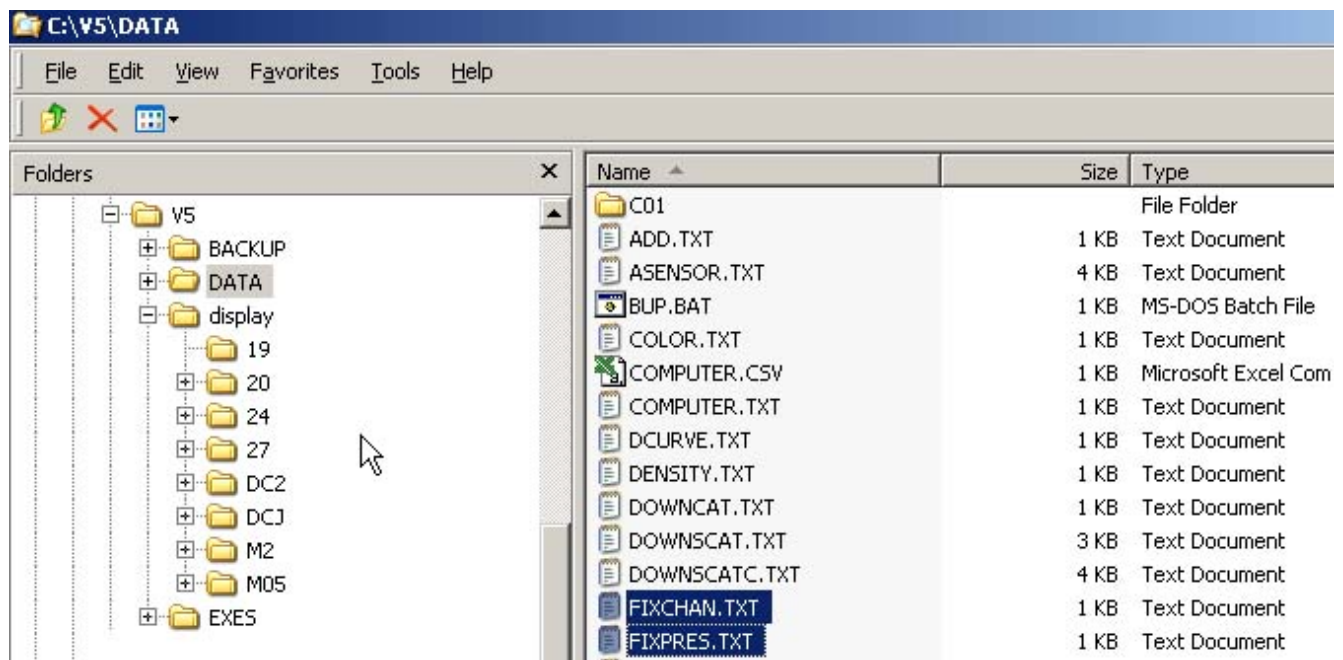 C:\V5\DATA
File Edit View Favorites Tools Help
Folders
V5
BACKUP
DATA
display
19
20
24
27
DC2
DCJ
M2
M05
EXES
Name Size Type
C01 File Folder
ADD.TXT 1 KB Text Document
ASENSOR.TXT 4 KB Text Document
BUP.BAT 1 KB MS-DOS Batch File
COLOR.TXT 1 KB Text Document
COMPUTER.CSV 1 KB Microsoft Excel Com
COMPUTER.TXT 1 KB Text Document
DCURVE.TXT 1 KB Text Document
DENSITY.TXT 1 KB Text Document
DOWNCAT.TXT 1 KB Text Document
DOWNSCAT.TXT 3 KB Text Document
DOWNSCATC.TXT 4 KB Text Document
FIXCHAN.TXT 1 KB Text Document
FIXPRES.TXT 1 KB Text Document